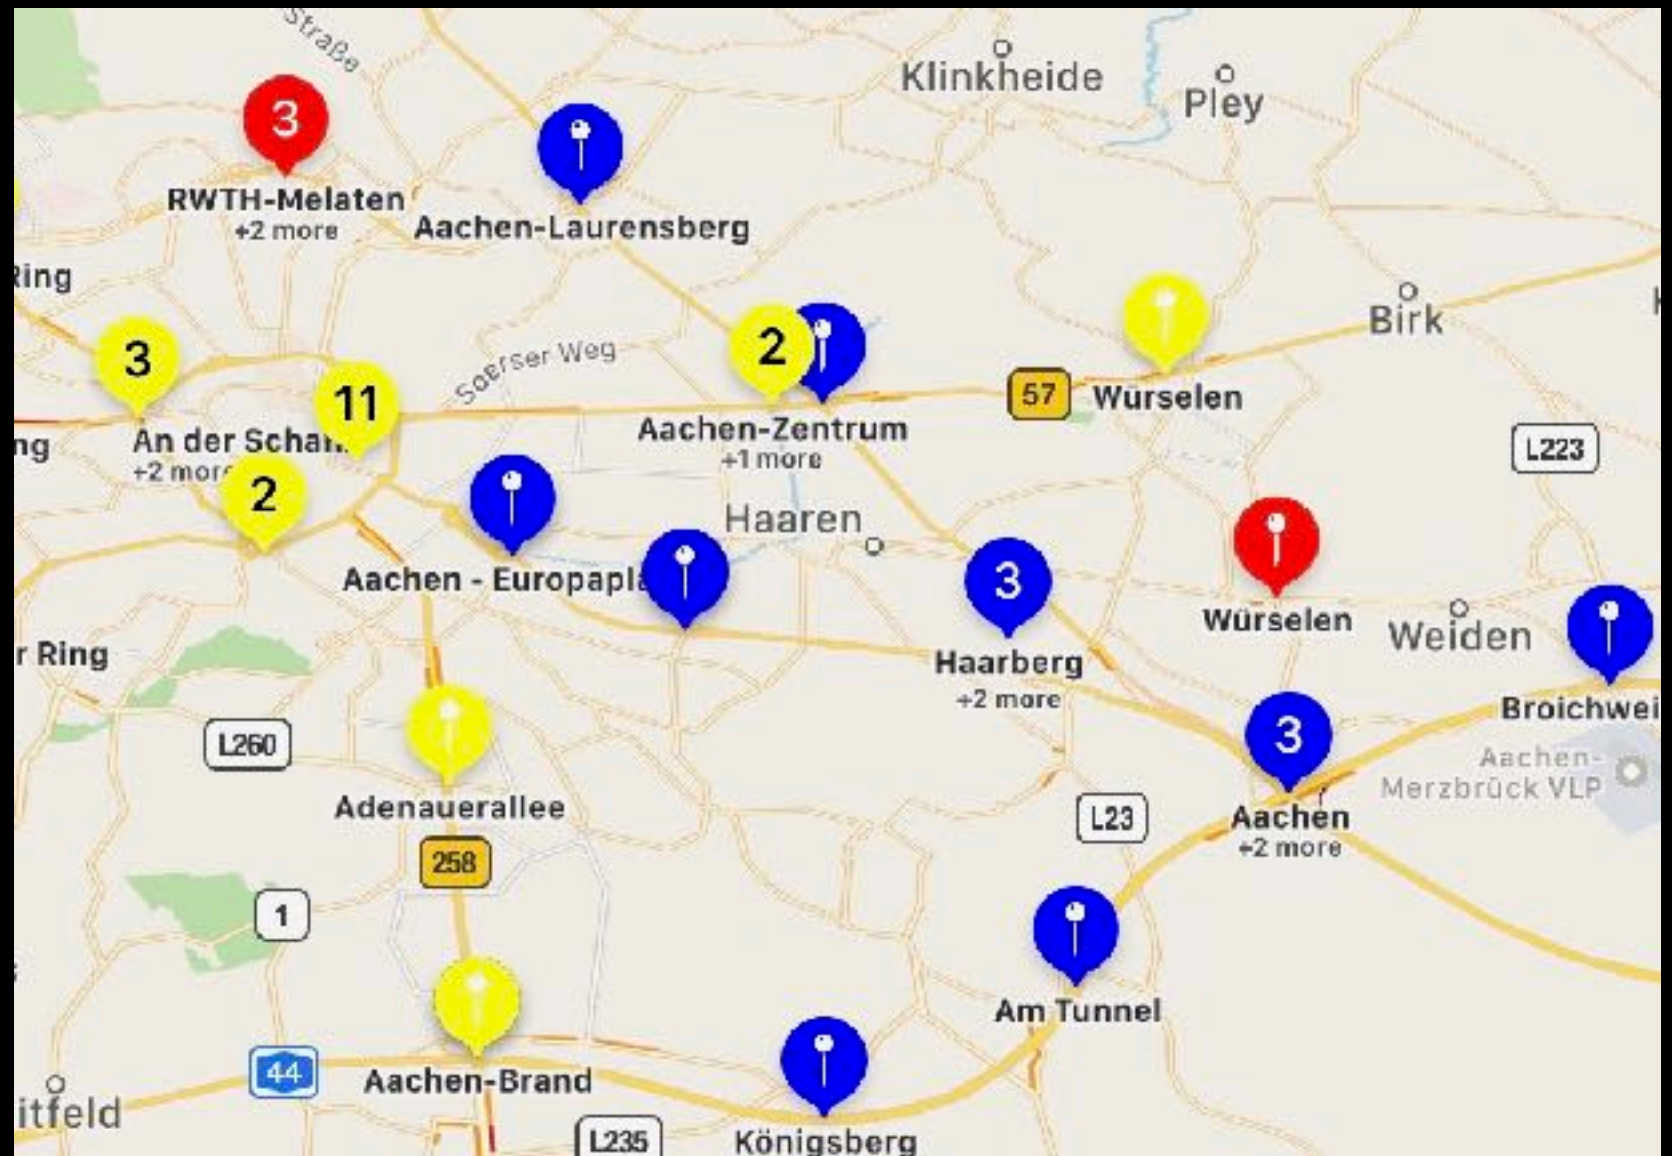 Straße
Klinkheide
Pley
3
RWTH-Melaten
+2 more
Aachen-Laurensberg
Ring
Birk
3
11
Soerser Weg
2
57
Würselen
An der Schan
+2 more
Aachen-Zentrum
+1 more
ng
L223
2
Haaren
Aachen - Europapla
3
Würselen
Weiden
r Ring
Haarberg
+2 more
Broichwei
L260
3
Aachen-
Merzbrück VLP
Adenauerallee
L23
Aachen
+2 more
258
1
Am Tunnel
44
Aachen-Brand
itfeld
L235
Königsberg